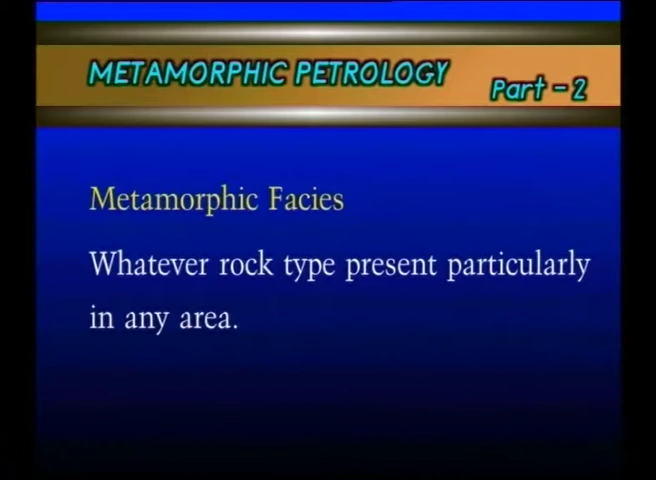 METAMORPHIC PETROLOGY
Part - 2
Metamorphic Facies
Whatever rock type present particularly
in any area.